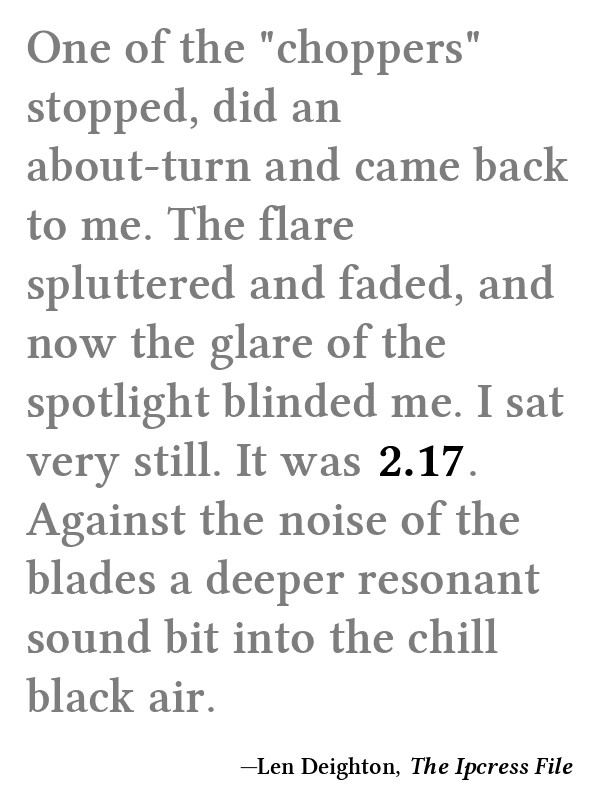 One of the "choppers"
stopped, did an
about-turn and came back
to me. The flare
spluttered and faded, and
now the glare of the
spotlight blinded me. I sat
very still. It was 2.17.
Against the noise of the
blades a deeper resonant
sound bit into the chill
black air.
—Len Deighton, The Ipcress File